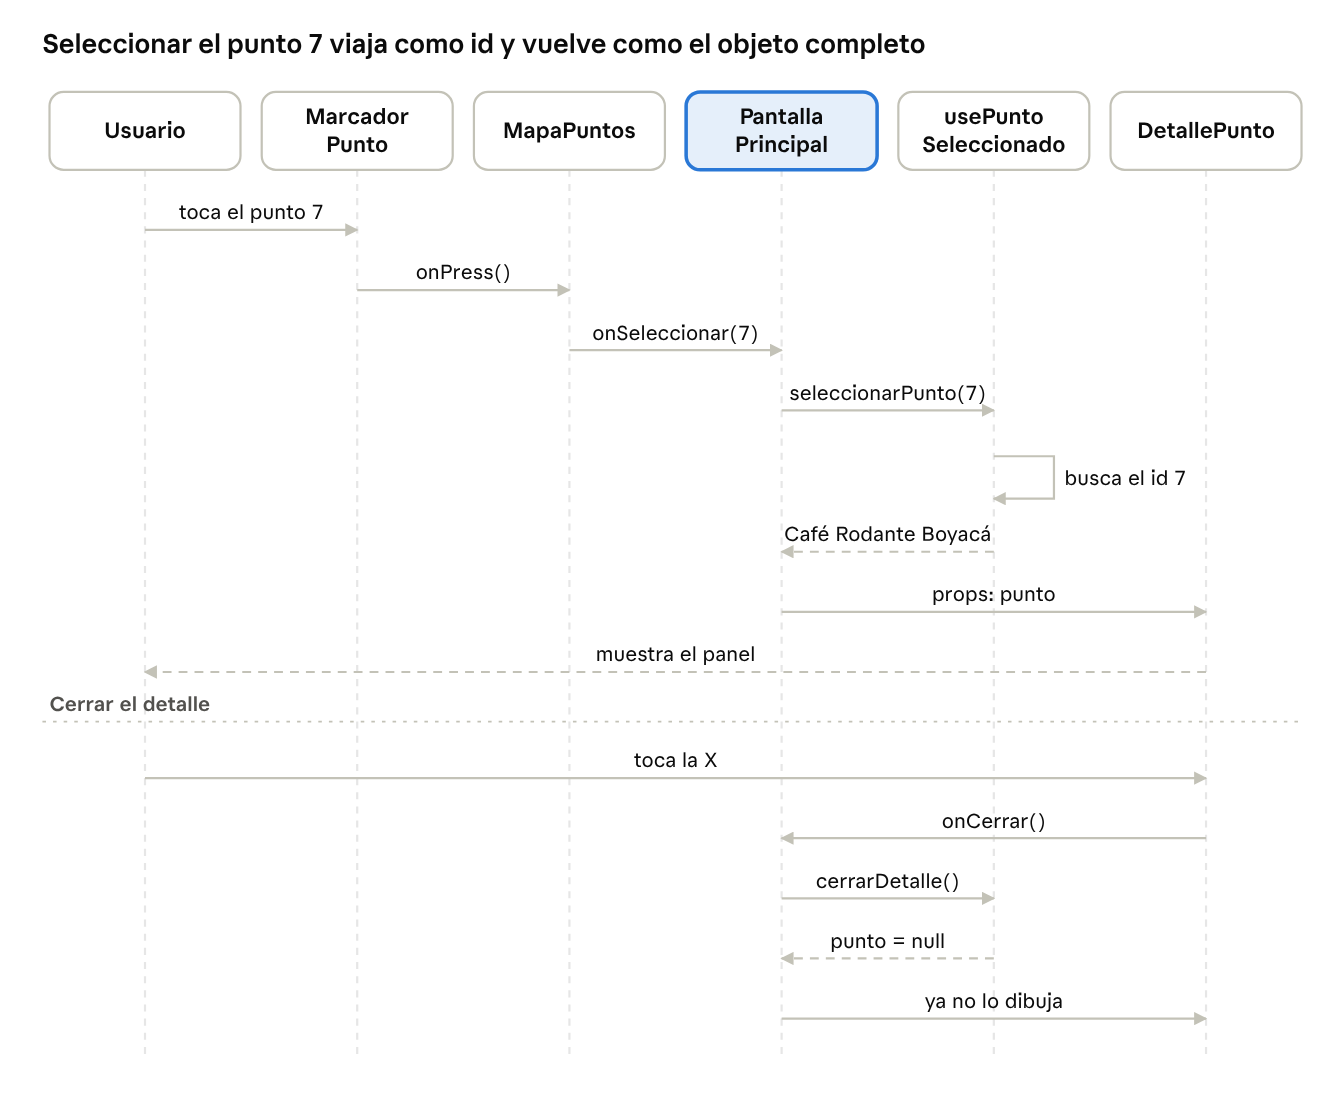 Seleccionar el punto 7 viaja como id y vuelve como el objeto completo
Usuario
Marcador
Punto
MapaPuntos
Pantalla
Principal
usePunto
Seleccionado
DetallePunto
toca el punto 7
onPress()
onSeleccionar(7)
seleccionarPunto(7)
busca el id 7
Café Rodante Boyacá
props: punto
muestra el panel
Cerrar el detalle
toca la X
onCerrar()
cerrarDetalle()
punto = null
ya no lo dibuja